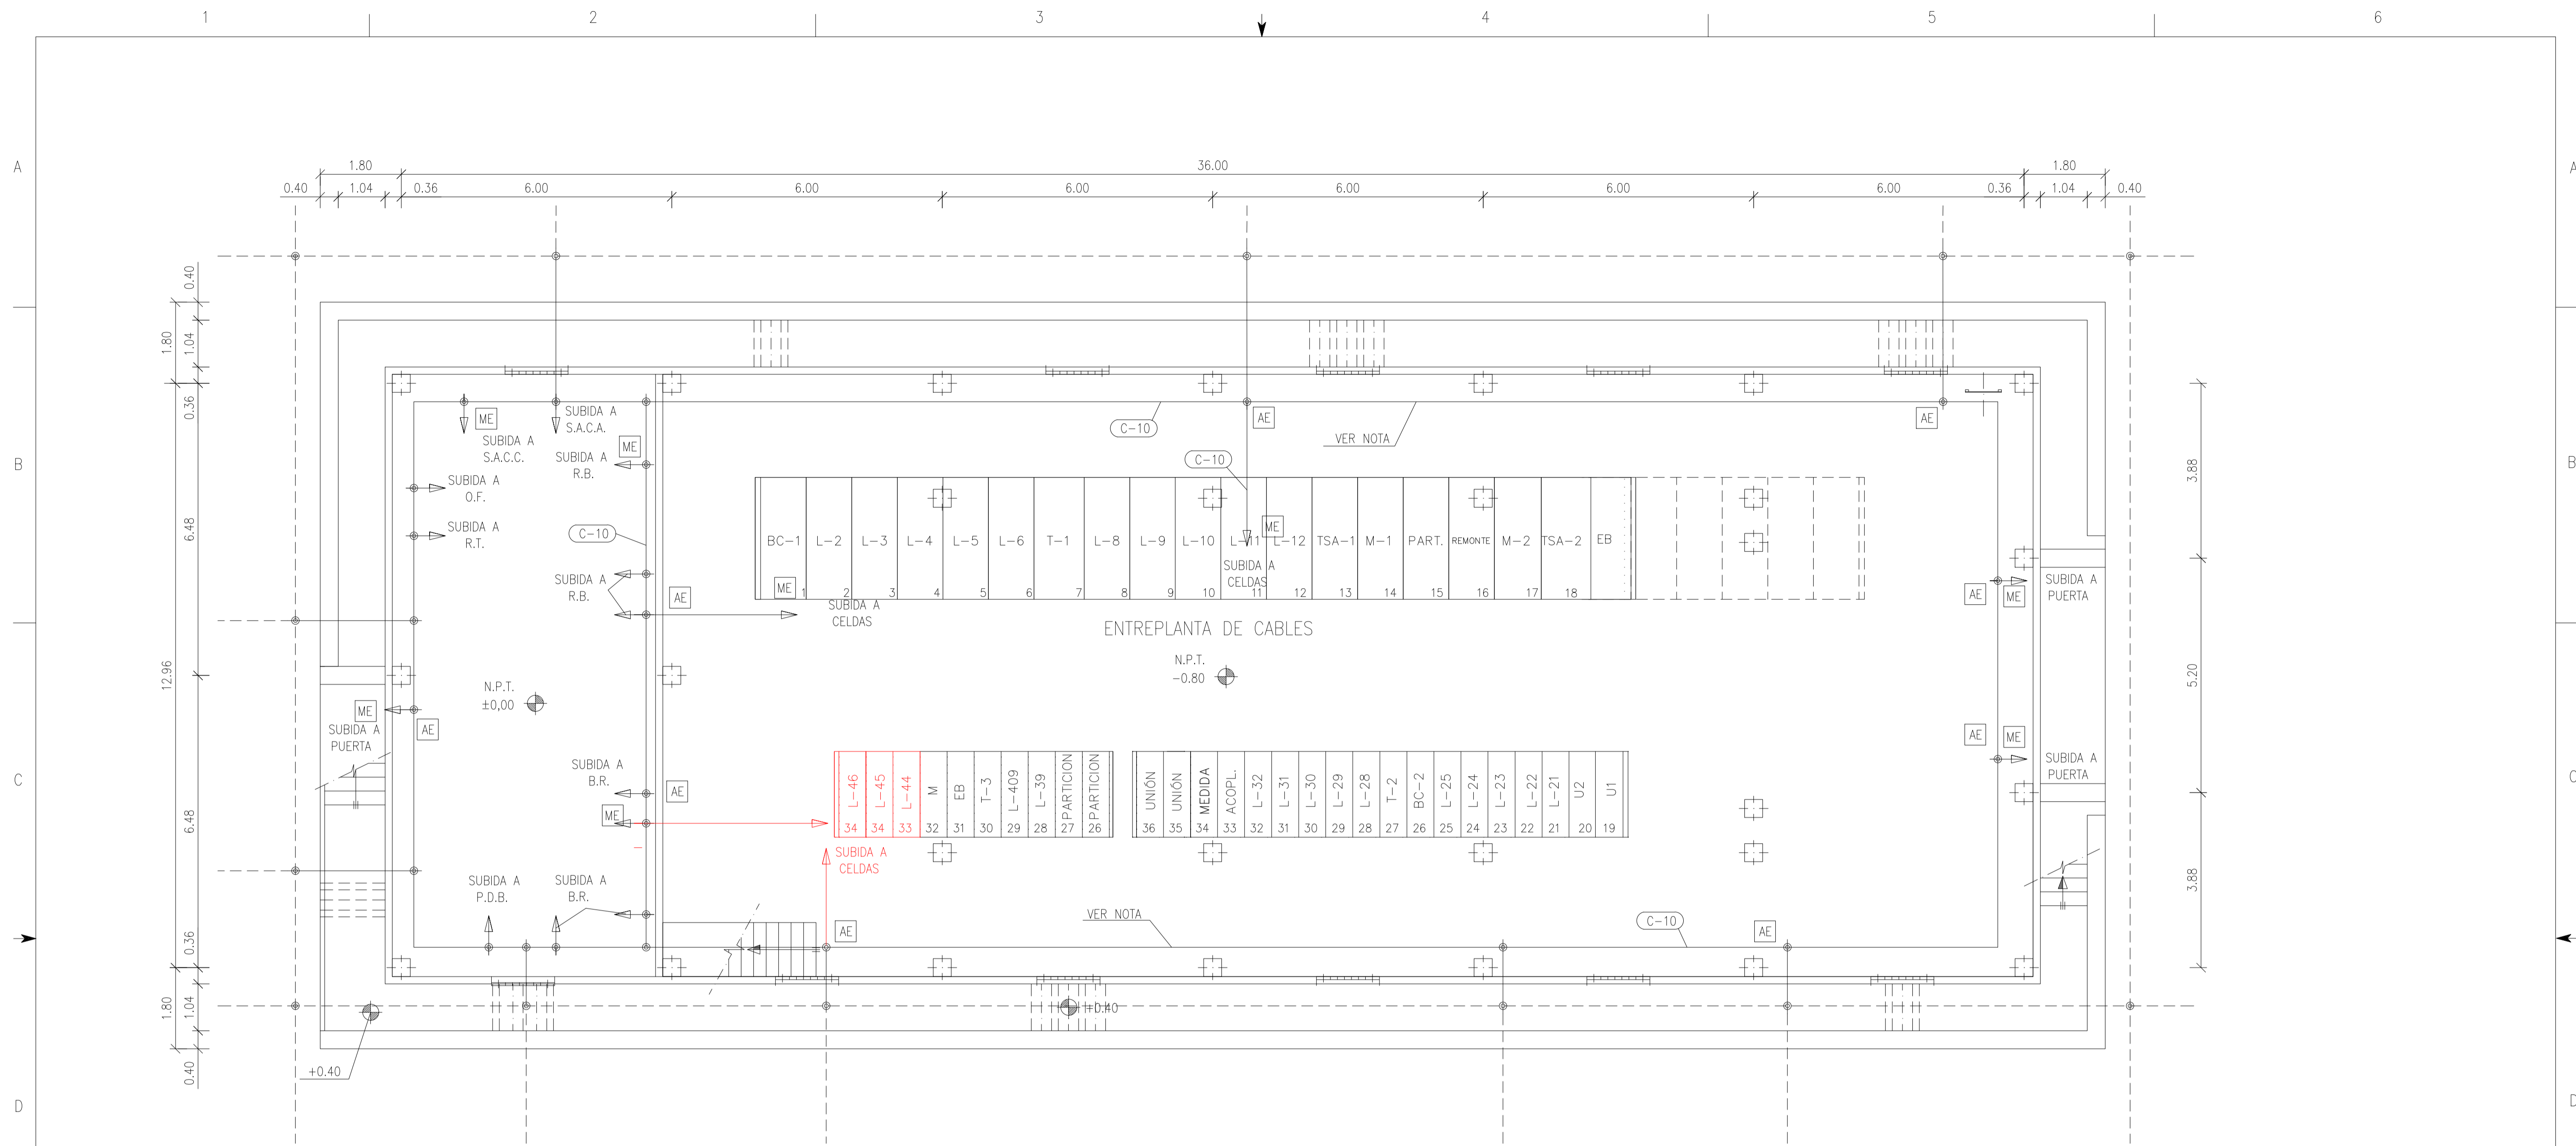 1 2 3 4 5 6
A A
1.80 36.00 1.80
0.40 1.04 0.36 6.00 6.00 6.00 6.00 6.00 6.00 0.36 1.04 0.40
0.40
1.80 1.04
0.36
B B
ME SUBIDA A
S.A.C.A.
SUBIDA A
S.A.C.C.
ME
SUBIDA A
R.B.
C-10
AE
VER NOTA
AE
C-10
3.88
SUBIDA A
O.F.
SUBIDA A
R.T.
6.48
C-10
ME
BC-1 L-2 L-3 L-4 L-5 L-6 T-1 L-8 L-9 L-10 L-11 L-12 TSA-1 M-1 PART. REMONTE M-2 TSA-2 EB
SUBIDA A
CELDAS
1 2 3 4 5 6 7 8 9 10 11 12 13 14 15 16 17 18
SUBIDA A
R.B.
AE
ME
SUBIDA A
CELDAS
AE
ME
SUBIDA A
PUERTA
ENTREPLANTA DE CABLES
N.P.T.
-0.80
12.96
5.20
N.P.T.
±0,00
ME
AE
SUBIDA A
PUERTA
AE
ME
SUBIDA A
PUERTA
C C
SUBIDA A
B.R.
AE
ME
6.48
L-46 L-45 L-44 M EB T-3 L-409 L-39 PARTICION PARTICION
34 34 33 32 31 30 29 28 27 26
UNIÓN UNIÓN MEDIDA ACOPL. L-32 L-31 L-30 L-29 L-28 T-2 BC-2 L-25 L-24 L-23 L-22 L-21 U2 U1
36 35 34 33 32 31 30 29 28 27 26 25 24 23 22 21 20 19
SUBIDA A
CELDAS
SUBIDA A
P.D.B.
SUBIDA A
B.R.
3.88
VER NOTA
C-10
AE
AE
0.36
1.80 1.04
0.40
+0.40
+0.40
D D